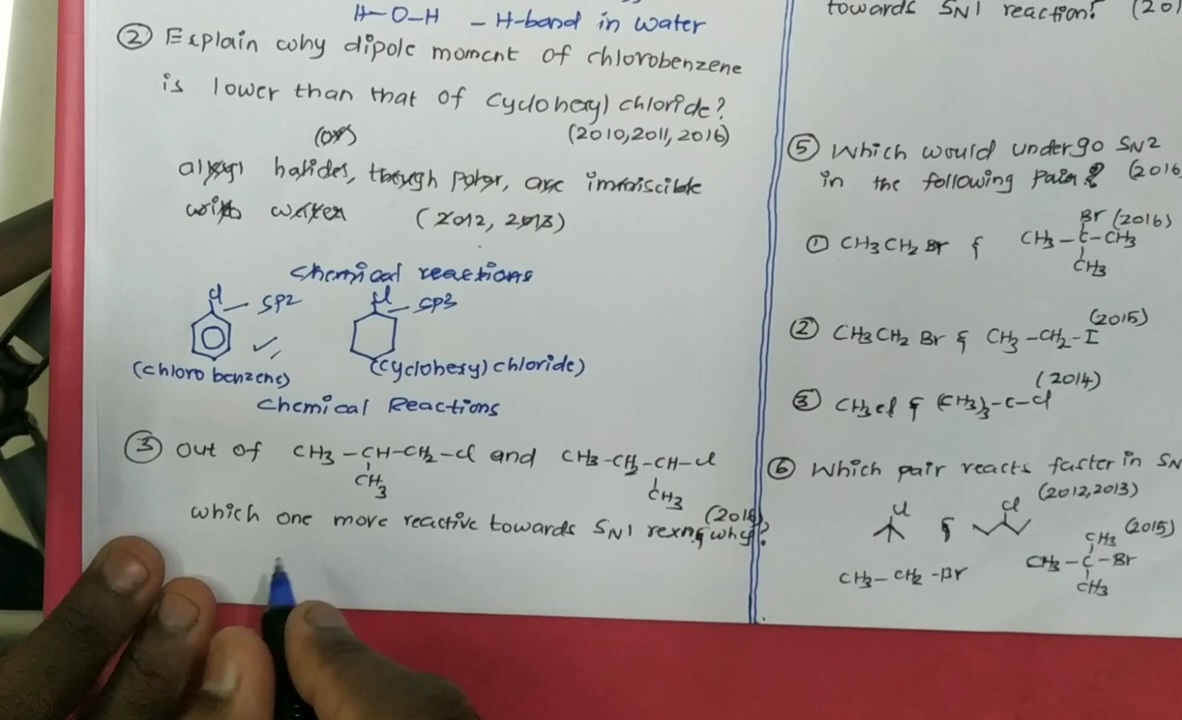 H-O-H - H-bond in water
② Explain why dipole moment of chlorobenzene
is lower than that of cyclohexyl chloride?
(or) (2010,2011,2016)
alkyl halides, though polar, are immiscible
with water (2012, 2013)
Chemical reactions
Cl - SP2
Cl - SP3
(chloro benzene)
(cyclohexyl chloride)
Chemical Reactions
③ Out of CH3-CH-CH2-Cl and CH3-CH2-CH-Cl
CH3 CH3
(2016)
which one more reactive towards SN1 rexn, why?
towards SN1 reaction? (201
⑤ Which would undergo SN2
in the following pair? (2016
Br (2016)
① CH3CH2Br & CH3-C-CH3
CH3
(2015)
② CH3CH2Br & CH3-CH2-I
(2014)
③ CH3Cl & (CH3)3-C-Cl
⑥ Which pair reacts faster in SN
(2012,2013)
Cl & Cl
CH3 (2015)
CH3-CH2-Br CH3-C-Br
CH3